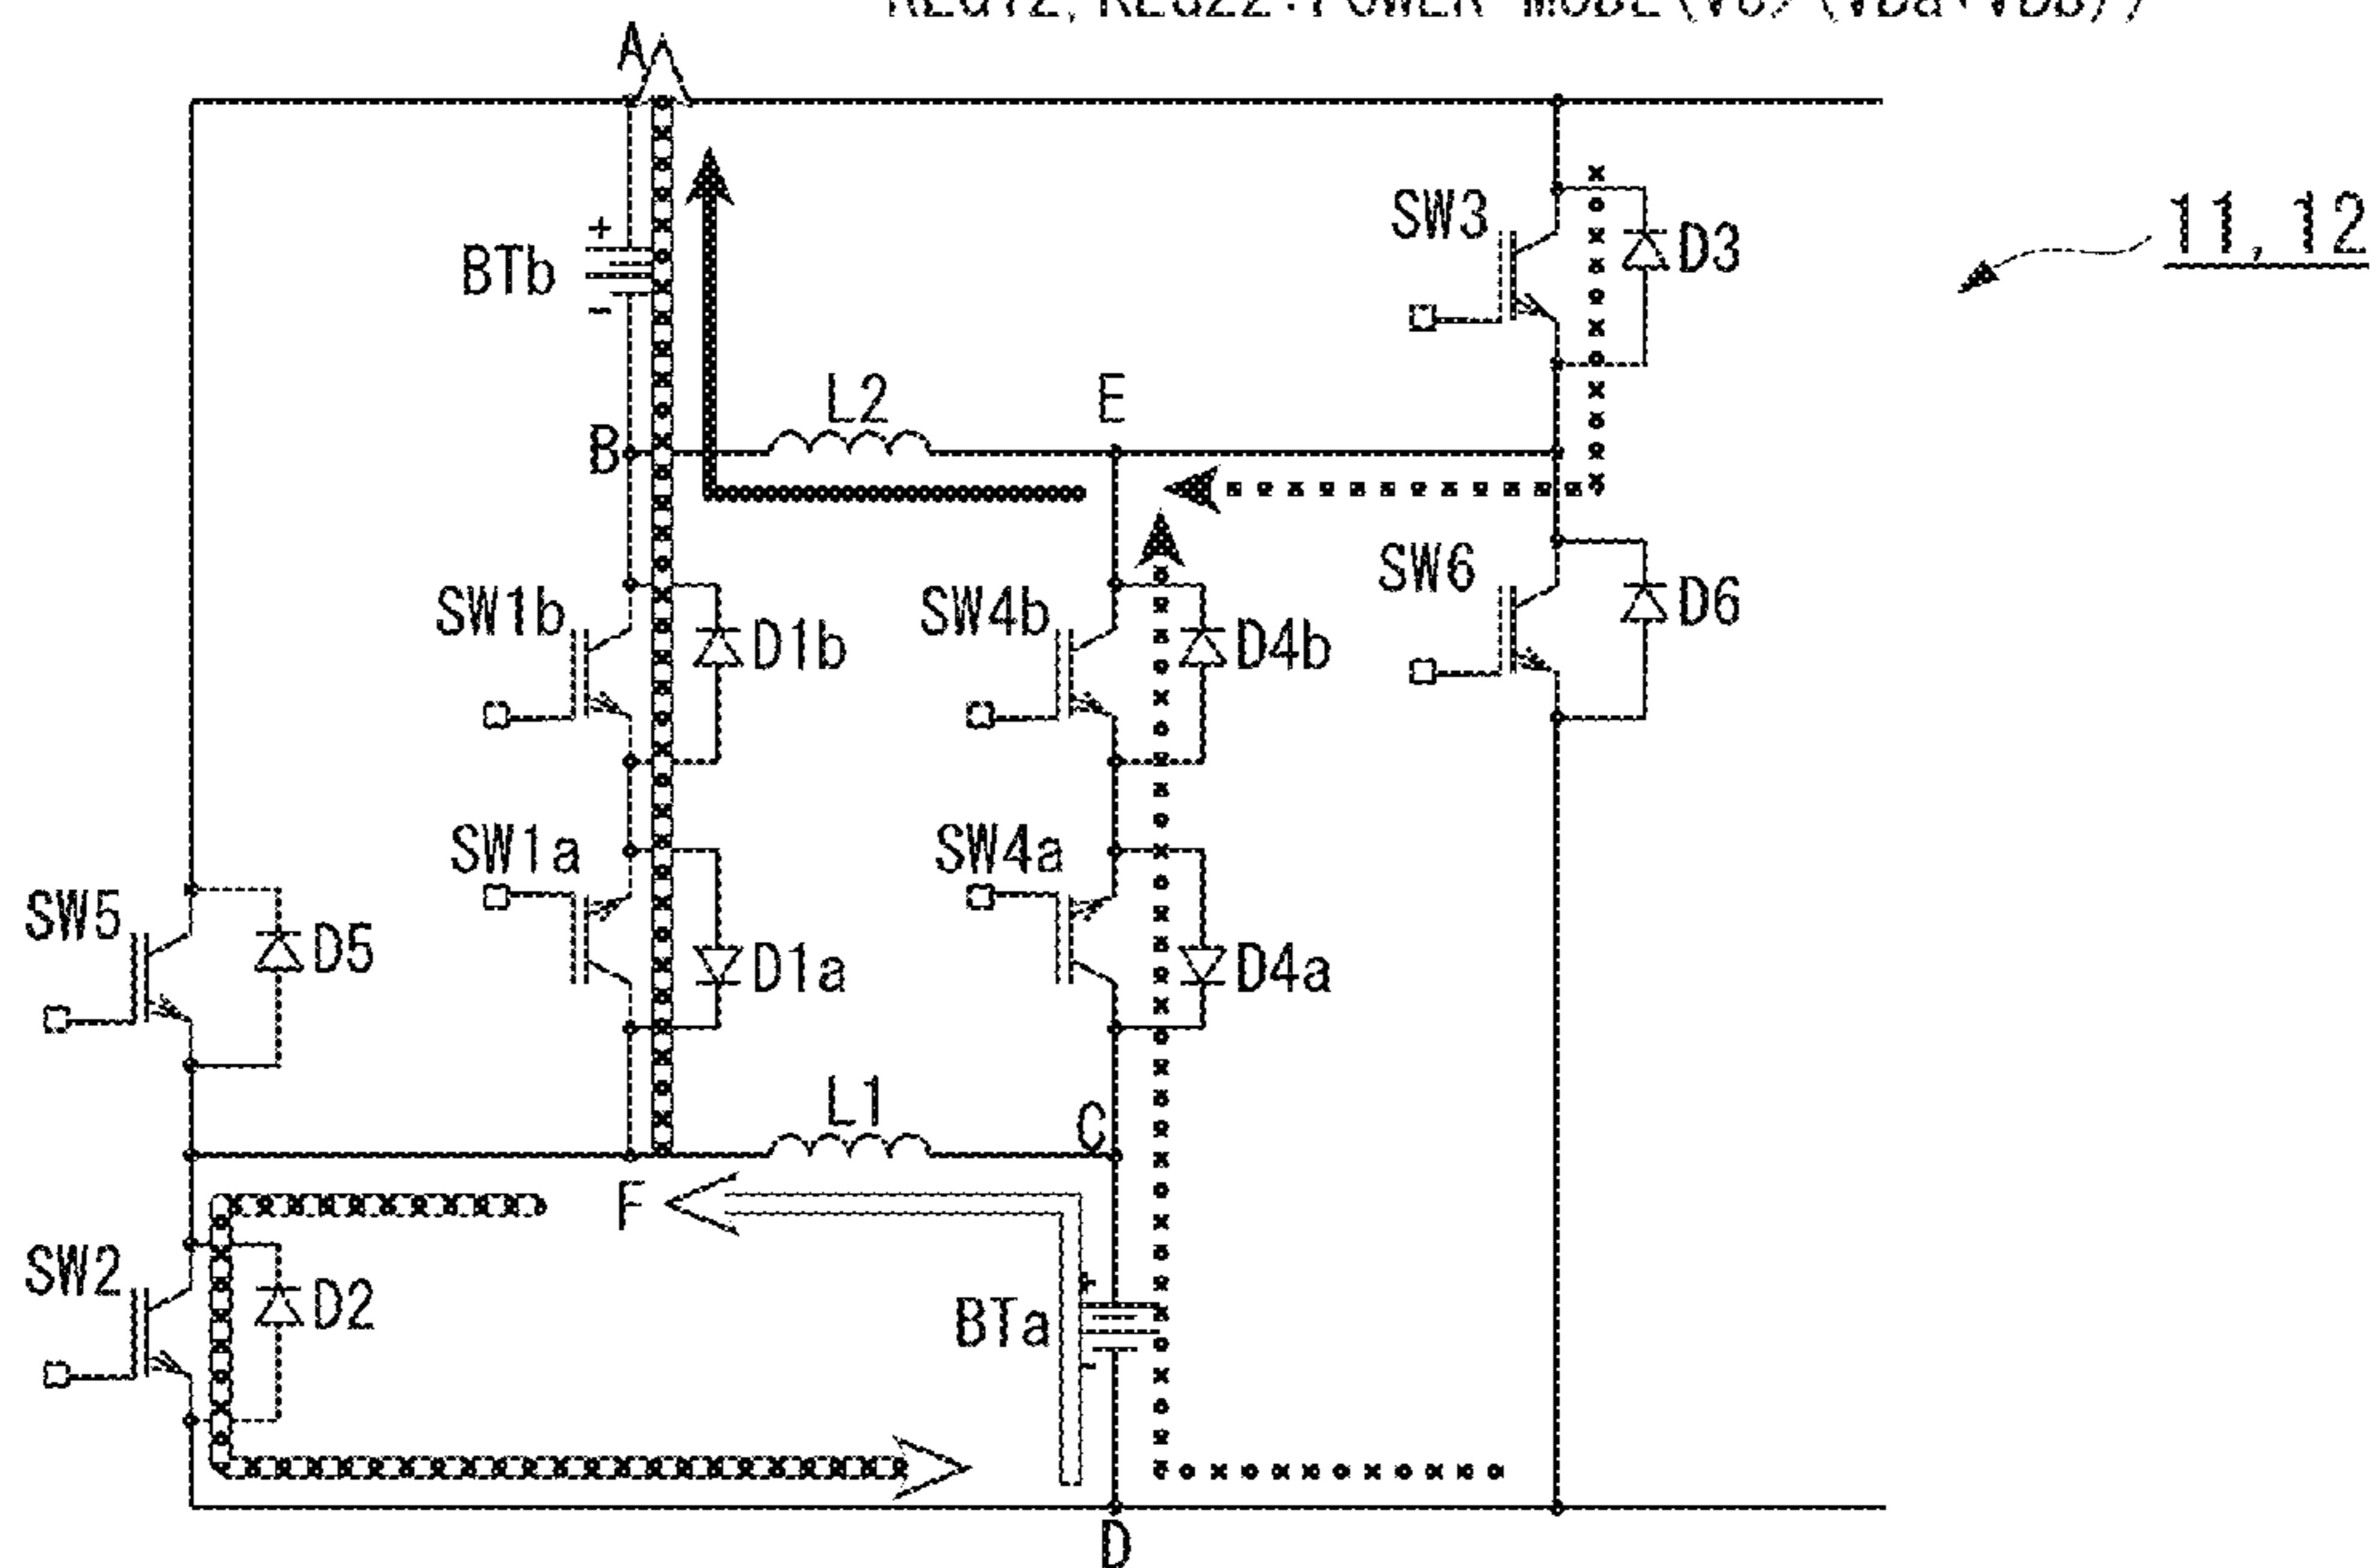 A
SW3
D3
11, 12
+
BTb
-
L2
E
B
SW6
D6
SW1b
D1b
SW4b
D4b
SW1a
D1a
SW4a
D4a
SW5
D5
L1
C
F
SW2
D2
BTa
D